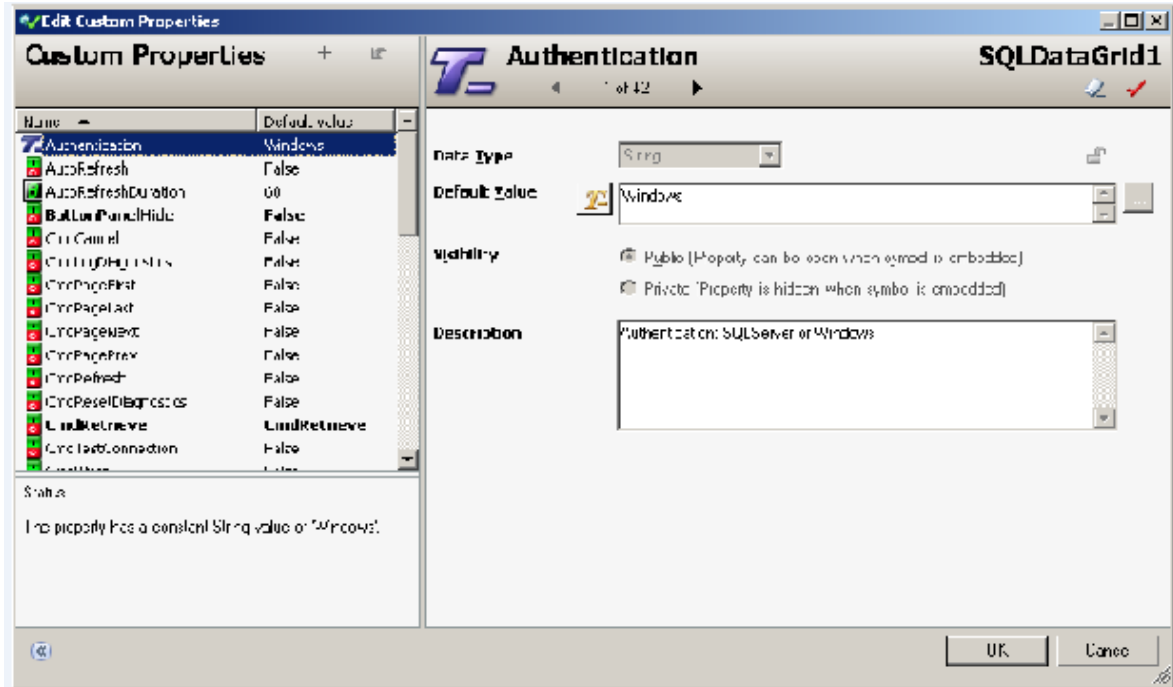 Edit Custom Properties
Custom Properties
Authentication
SQLDataGrid1
1 of 42
Name
Default value
Authentication Windows
AutoRefresh False
AutoRefreshDuration 60
ButtonPanelHide False
CmdCancel False
False
CmdPageFirst False
CmdPageLast False
CmdPageNext False
CmdPagePrev False
CmdRefresh False
CmdResetDiagnostics False
CmdRetrieve CmdRetrieve
CmdTestConnection False
Status
The property has a constant String value of 'Windows'.
Data Type String
Default Value Windows
Visibility
Public (Property can be seen when symbol is embedded)
Private (Property is hidden when symbol is embedded)
Description
Authentication: SQLServer or Windows
OK
Cancel